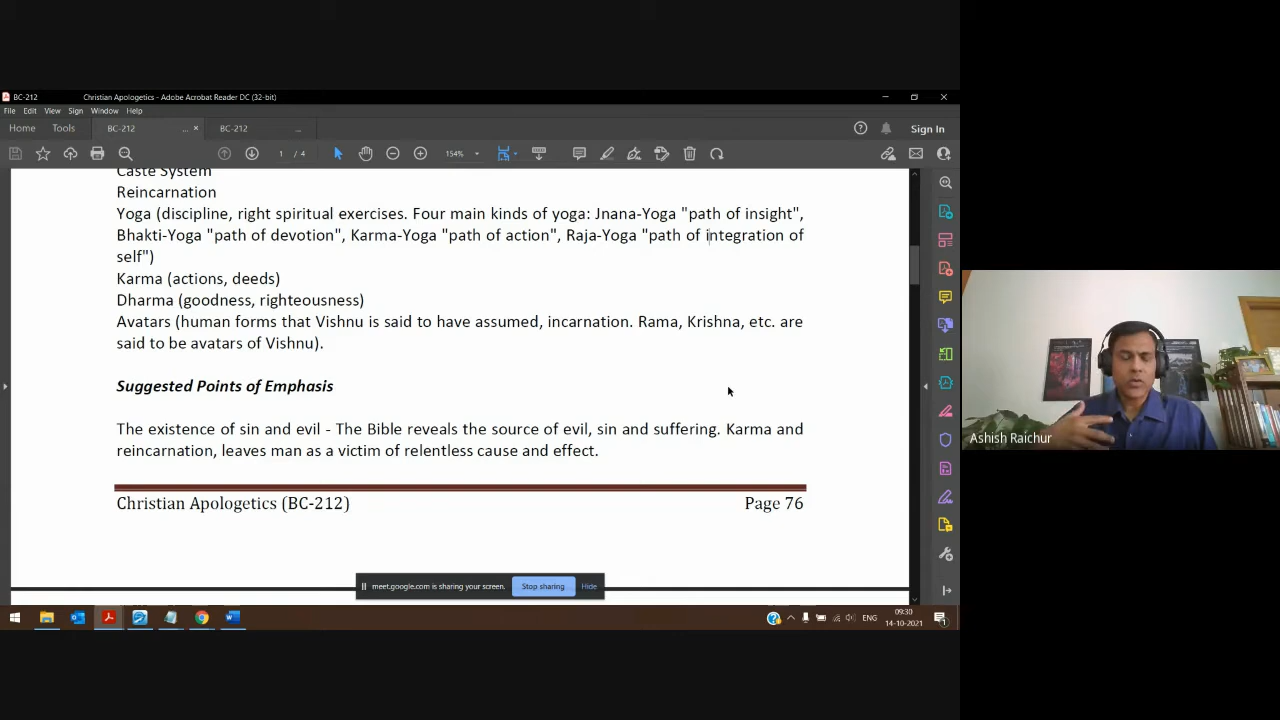 BC-212 Christian Apologetics - Adobe Acrobat Reader DC (32-bit)
File Edit View Sign Window Help
Home Tools BC-212 ... × BC-212 ...
Sign In
1 / 4 154%
Caste System
Reincarnation
Yoga (discipline, right spiritual exercises. Four main kinds of yoga: Jnana-Yoga "path of insight",
Bhakti-Yoga "path of devotion", Karma-Yoga "path of action", Raja-Yoga "path of integration of
self")
Karma (actions, deeds)
Dharma (goodness, righteousness)
Avatars (human forms that Vishnu is said to have assumed, incarnation. Rama, Krishna, etc. are
said to be avatars of Vishnu).
Suggested Points of Emphasis
The existence of sin and evil - The Bible reveals the source of evil, sin and suffering. Karma and
reincarnation, leaves man as a victim of relentless cause and effect.
Christian Apologetics (BC-212) Page 76
meet.google.com is sharing your screen. Stop sharing Hide
ENG 09:30
14-10-2021
Ashish Raichur